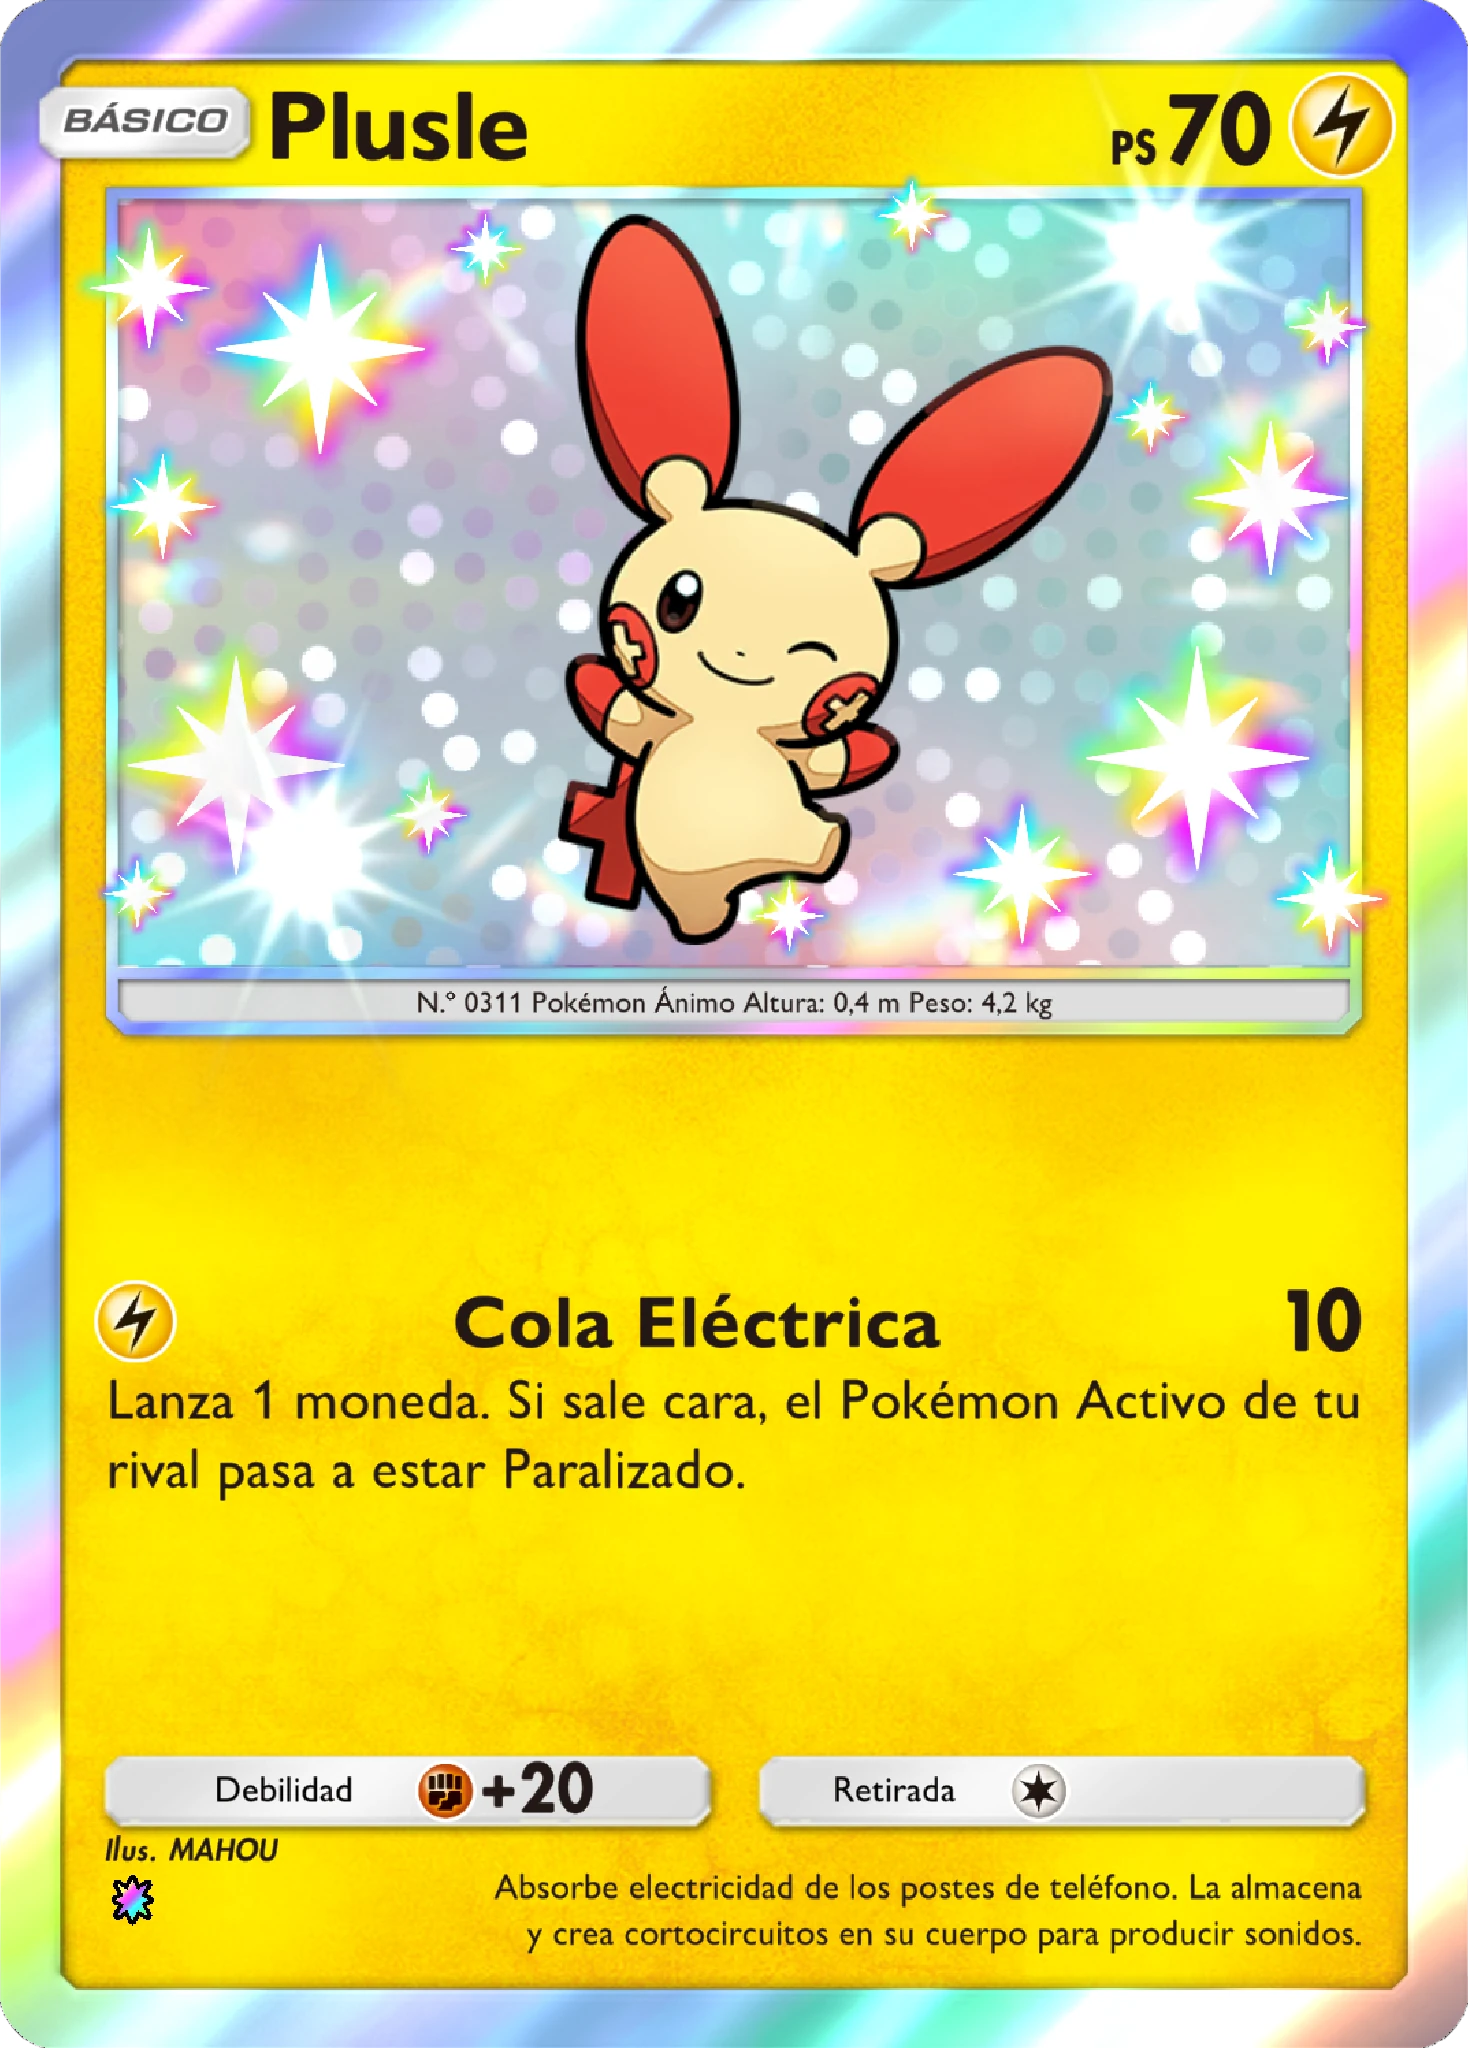 BÁSICO Plusle PS 70
N.º 0311 Pokémon Ánimo Altura: 0,4 m Peso: 4,2 kg
Cola Eléctrica 10
Lanza 1 moneda. Si sale cara, el Pokémon Activo de tu
rival pasa a estar Paralizado.
Debilidad +20 Retirada
Ilus. MAHOU
Absorbe electricidad de los postes de teléfono. La almacena
y crea cortocircuitos en su cuerpo para producir sonidos.